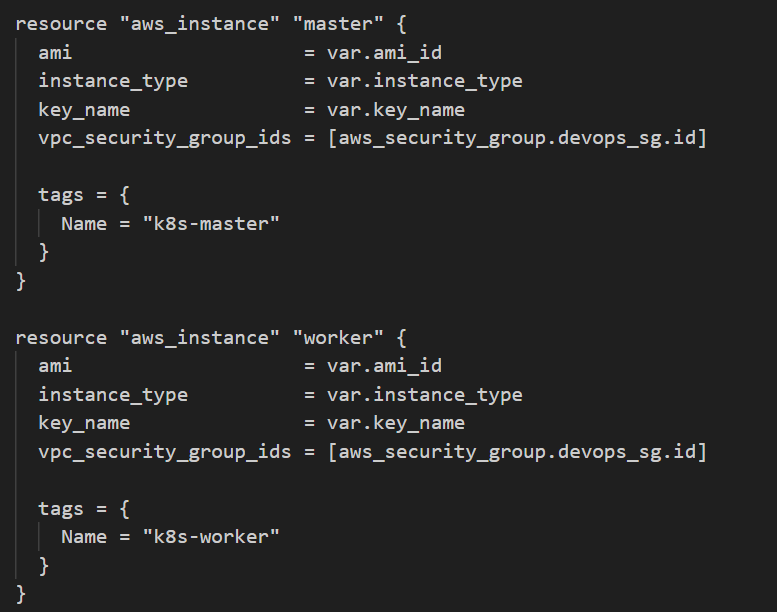 resource "aws_instance" "master" {
  ami                    = var.ami_id
  instance_type          = var.instance_type
  key_name               = var.key_name
  vpc_security_group_ids = [aws_security_group.devops_sg.id]

  tags = {
    Name = "k8s-master"
  }
}

resource "aws_instance" "worker" {
  ami                    = var.ami_id
  instance_type          = var.instance_type
  key_name               = var.key_name
  vpc_security_group_ids = [aws_security_group.devops_sg.id]

  tags = {
    Name = "k8s-worker"
  }
}